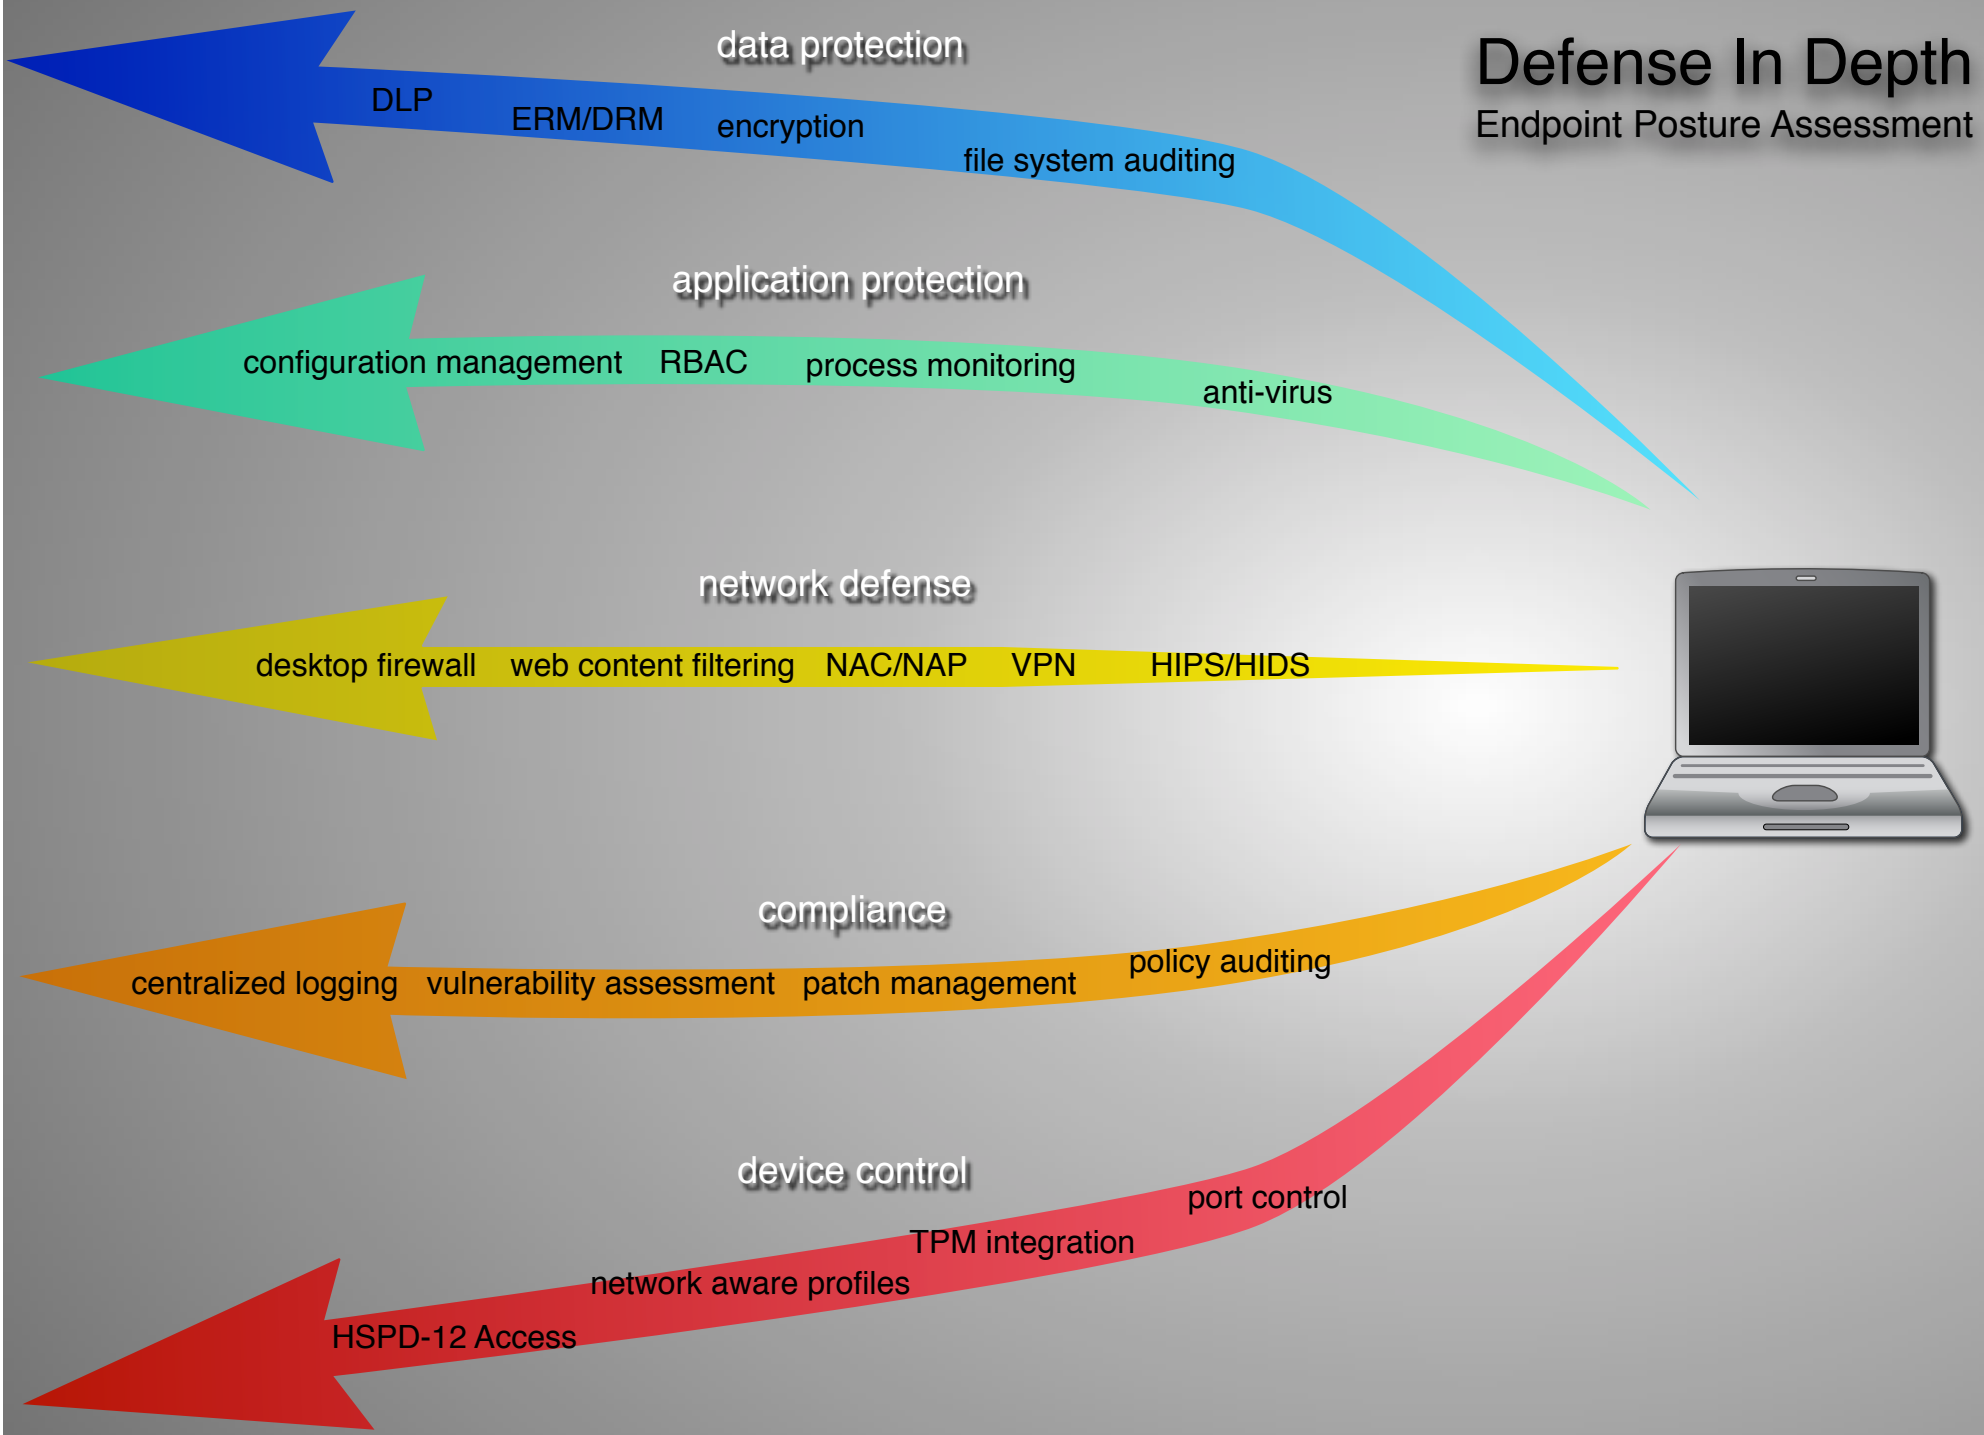 Defense In Depth
Endpoint Posture Assessment
data protection
DLP
ERM/DRM
encryption
file system auditing
application protection
configuration management
RBAC
process monitoring
anti-virus
network defense
desktop firewall
web content filtering
NAC/NAP
VPN
HIPS/HIDS
compliance
centralized logging
vulnerability assessment
patch management
policy auditing
device control
HSPD-12 Access
network aware profiles
TPM integration
port control